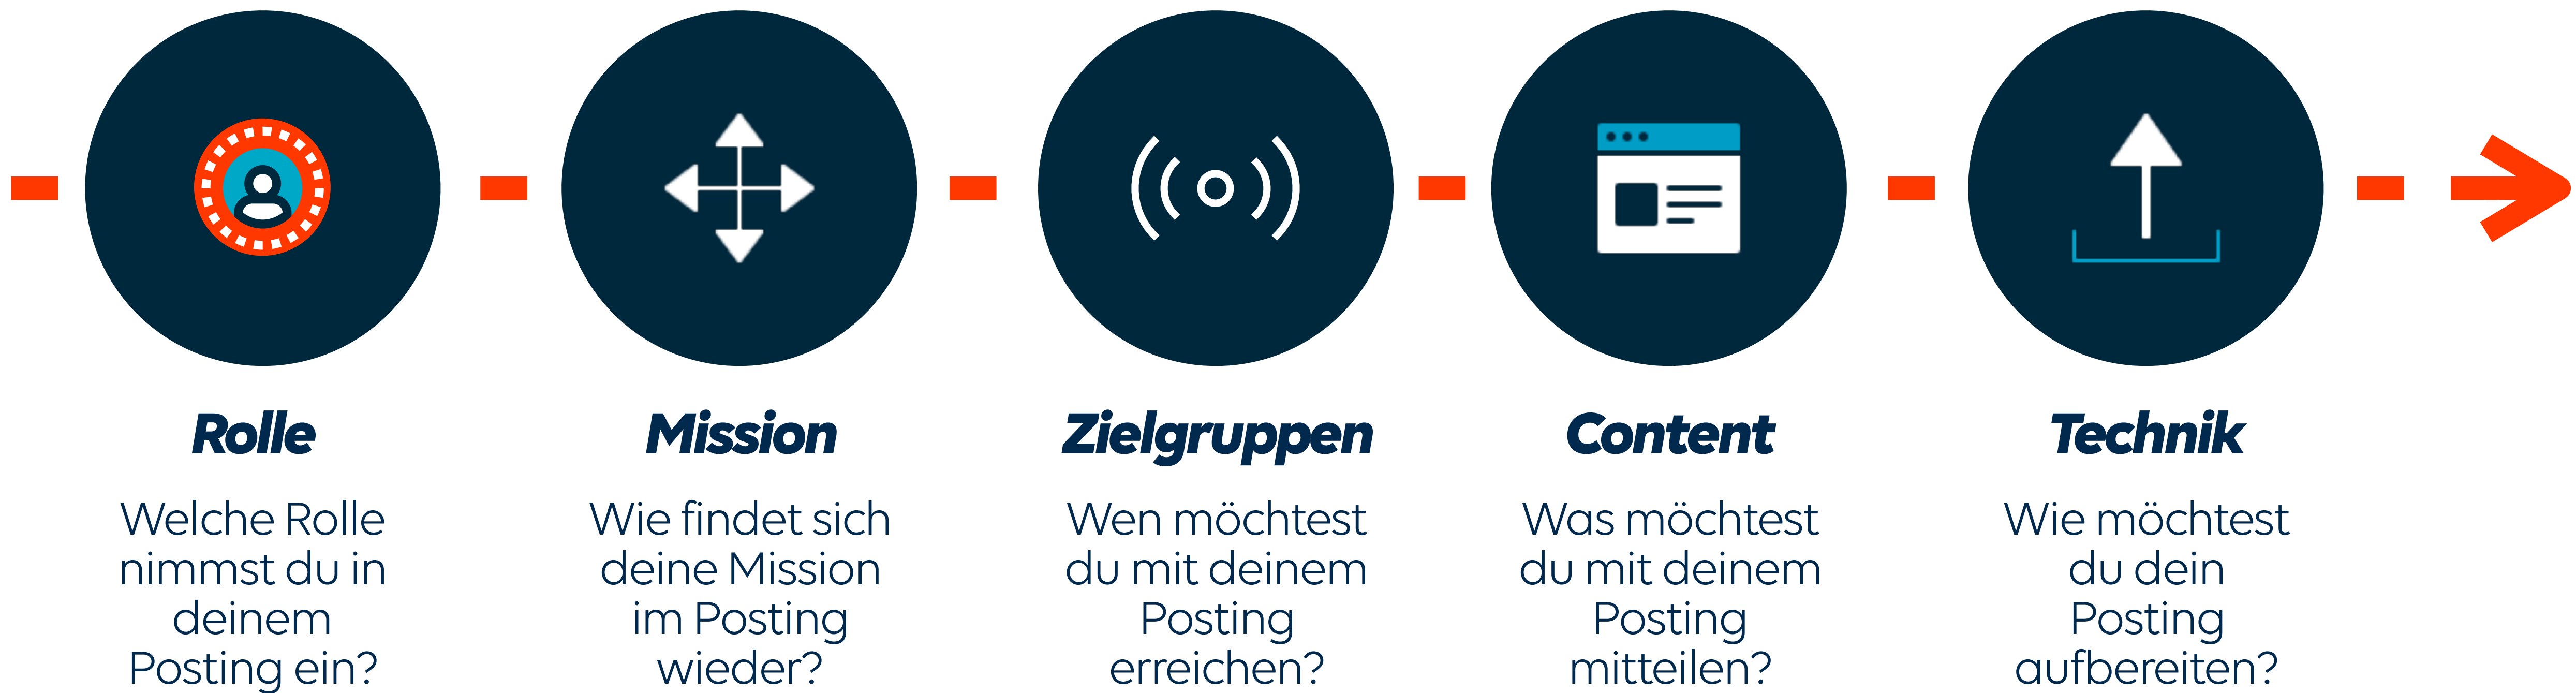 Rolle
Welche Rolle
nimmst du in
deinem
Posting ein?
Mission
Wie findet sich
deine Mission
im Posting
wieder?
Zielgruppen
Wen möchtest
du mit deinem
Posting
erreichen?
Content
Was möchtest
du mit deinem
Posting
mitteilen?
Technik
Wie möchtest
du dein
Posting
aufbereiten?